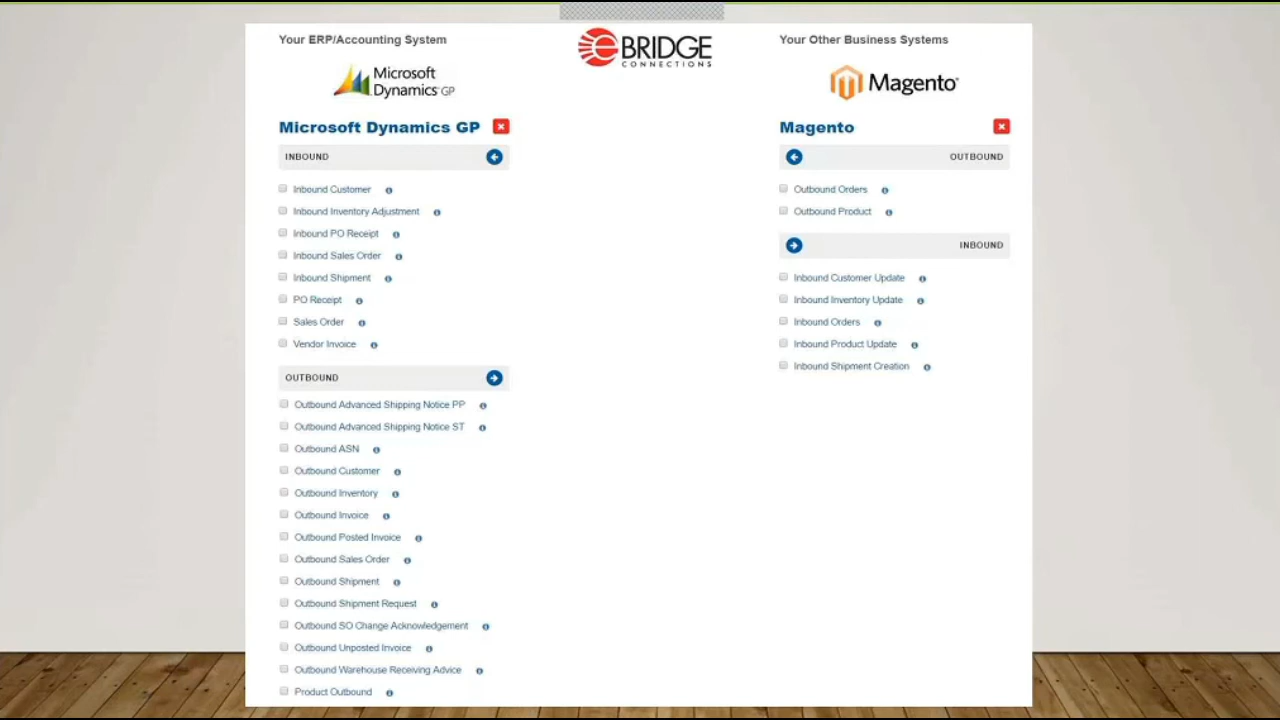 Your ERP/Accounting System
Microsoft
Dynamics GP
eBRIDGE
CONNECTIONS
Your Other Business Systems
Magento
Microsoft Dynamics GP
INBOUND
Inbound Customer
Inbound Inventory Adjustment
Inbound PO Receipt
Inbound Sales Order
Inbound Shipment
PO Receipt
Sales Order
Vendor Invoice
OUTBOUND
Outbound Advanced Shipping Notice PP
Outbound Advanced Shipping Notice ST
Outbound ASN
Outbound Customer
Outbound Inventory
Outbound Invoice
Outbound Posted Invoice
Outbound Sales Order
Outbound Shipment
Outbound Shipment Request
Outbound SO Change Acknowledgement
Outbound Unposted Invoice
Outbound Warehouse Receiving Advice
Product Outbound
Magento
OUTBOUND
Outbound Orders
Outbound Product
INBOUND
Inbound Customer Update
Inbound Inventory Update
Inbound Orders
Inbound Product Update
Inbound Shipment Creation